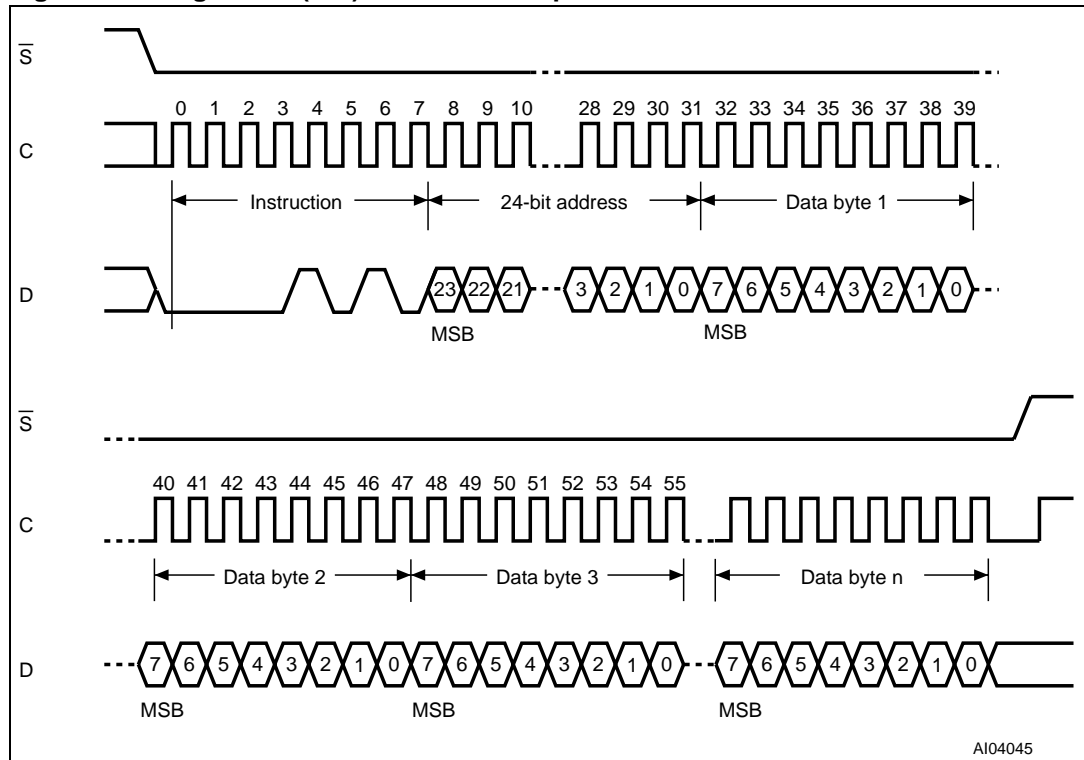 S
0 1 2 3 4 5 6 7 8 9 10 28 29 30 31 32 33 34 35 36 37 38 39
C
Instruction 24-bit address Data byte 1
D 23 22 21 3 2 1 0 7 6 5 4 3 2 1 0
MSB MSB
S
40 41 42 43 44 45 46 47 48 49 50 51 52 53 54 55
C
Data byte 2 Data byte 3 Data byte n
D 7 6 5 4 3 2 1 0 7 6 5 4 3 2 1 0 7 6 5 4 3 2 1 0
MSB MSB MSB
AI04045